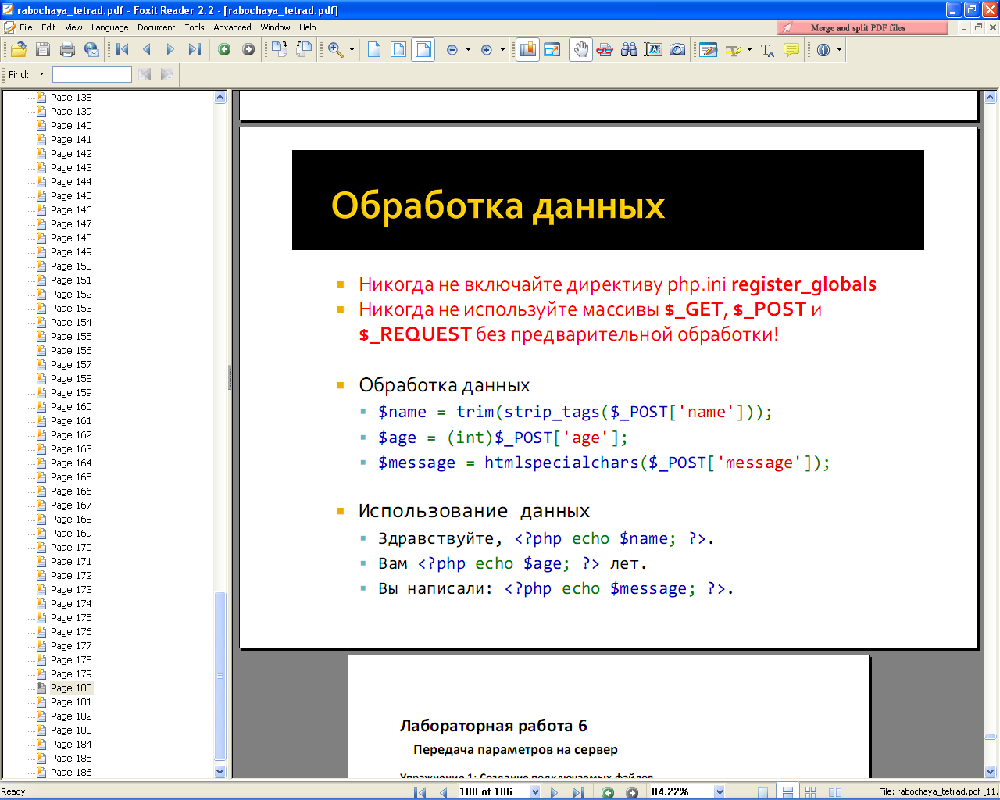 rabochaya_tetrad.pdf - Foxit Reader 2.2 - [rabochaya_tetrad.pdf]
File Edit View Language Document Tools Advanced Window Help
Merge and split PDF files
Find:
Page 138
Page 139
Page 140
Page 141
Page 142
Page 143
Page 144
Page 145
Page 146
Page 147
Page 148
Page 149
Page 150
Page 151
Page 152
Page 153
Page 154
Page 155
Page 156
Page 157
Page 158
Page 159
Page 160
Page 161
Page 162
Page 163
Page 164
Page 165
Page 166
Page 167
Page 168
Page 169
Page 170
Page 171
Page 172
Page 173
Page 174
Page 175
Page 176
Page 177
Page 178
Page 179
Page 180
Page 181
Page 182
Page 183
Page 184
Page 185
Page 186
Обработка данных
Никогда не включайте директиву php.ini register_globals
Никогда не используйте массивы $_GET, $_POST и
$_REQUEST без предварительной обработки!
Обработка данных
$name = trim(strip_tags($_POST['name']));
$age = (int)$_POST['age'];
$message = htmlspecialchars($_POST['message']);
Использование данных
Здравствуйте, <?php echo $name; ?>.
Вам <?php echo $age; ?> лет.
Вы написали: <?php echo $message; ?>.
Лабораторная работа 6
Передача параметров на сервер
Упражнение 1: Создание подключаемых файлов
Ready
180 of 186
84.22%
File: rabochaya_tetrad.pdf [11.